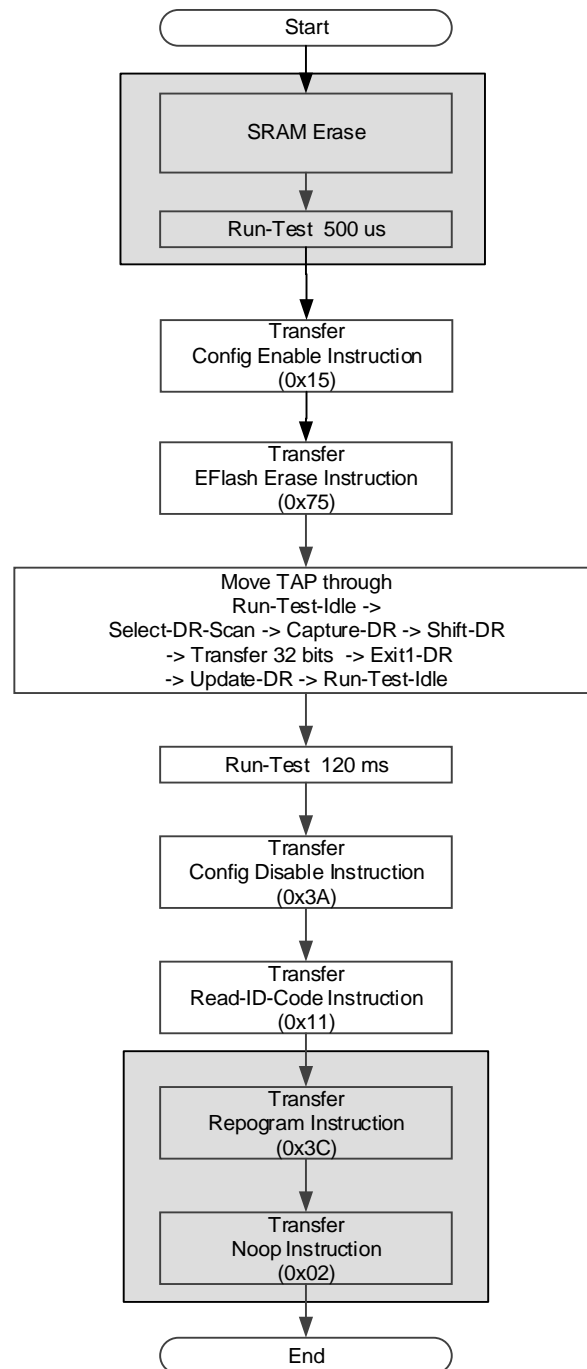 Start
SRAM Erase
Run-Test 500 us
Transfer
Config Enable Instruction
(0x15)
Transfer
EFlash Erase Instruction
(0x75)
Move TAP through
Run-Test-Idle ->
Select-DR-Scan -> Capture-DR -> Shift-DR
-> Transfer 32 bits -> Exit1-DR
-> Update-DR -> Run-Test-Idle
Run-Test 120 ms
Transfer
Config Disable Instruction
(0x3A)
Transfer
Read-ID-Code Instruction
(0x11)
Transfer
Repogram Instruction
(0x3C)
Transfer
Noop Instruction
(0x02)
End